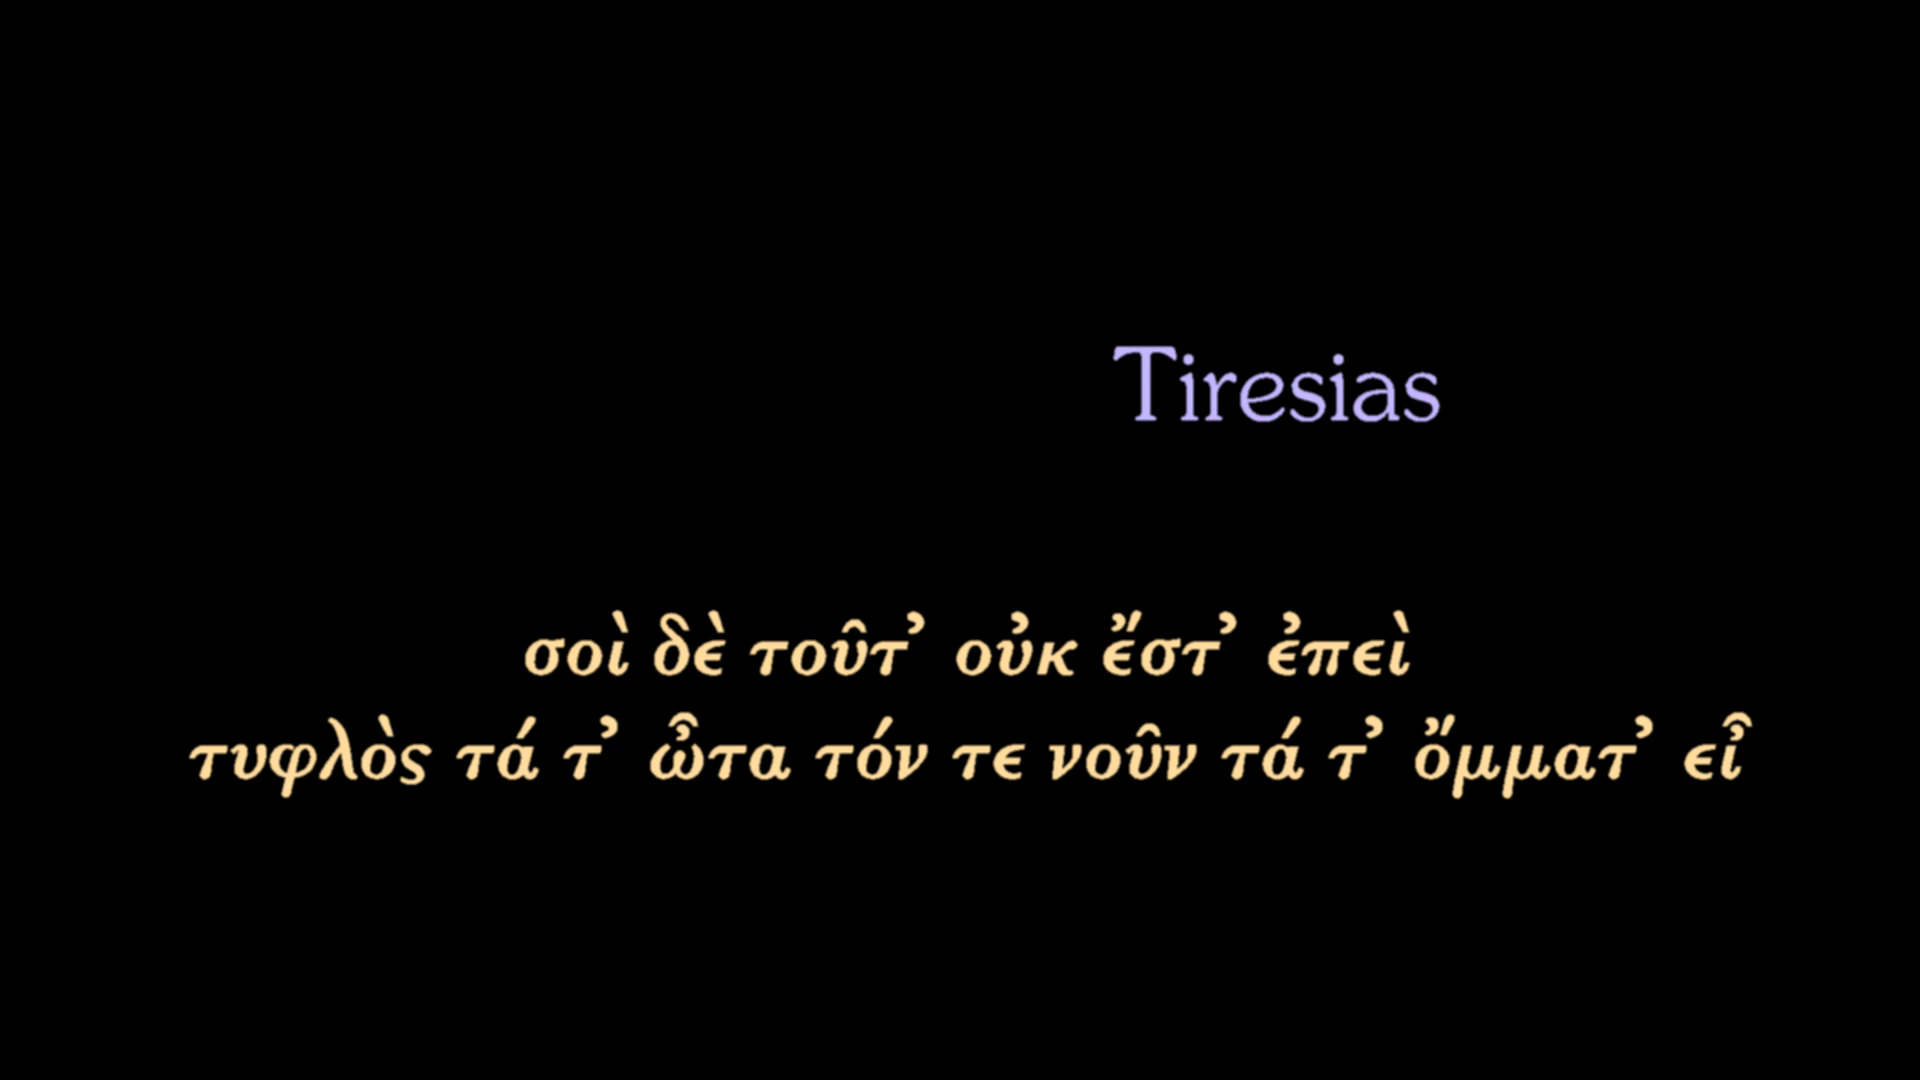 Tiresias
σοὶ δὲ τοῦτ’ οὐκ ἔστ’ ἐπεὶ
τυφλὸς τά τ’ ὦτα τόν τε νοῦν τά τ’ ὄμματ’ εἶ